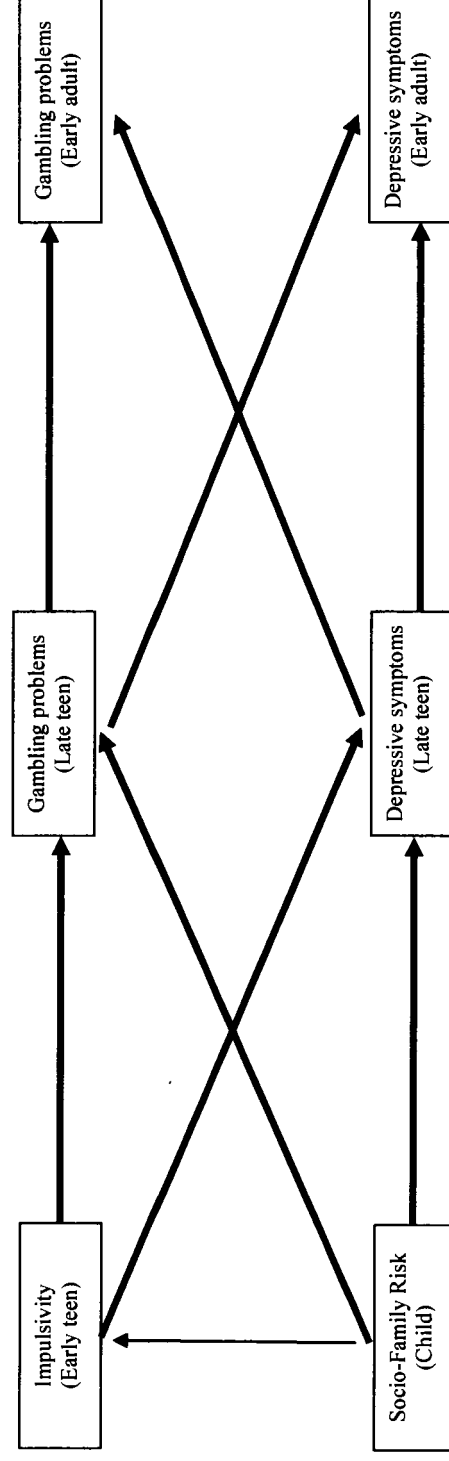 Impulsivity
(Early teen)
Gambling problems
(Late teen)
Gambling problems
(Early adult)
Socio-Family Risk
(Child)
Depressive symptoms
(Late teen)
Depressive symptoms
(Early adult)